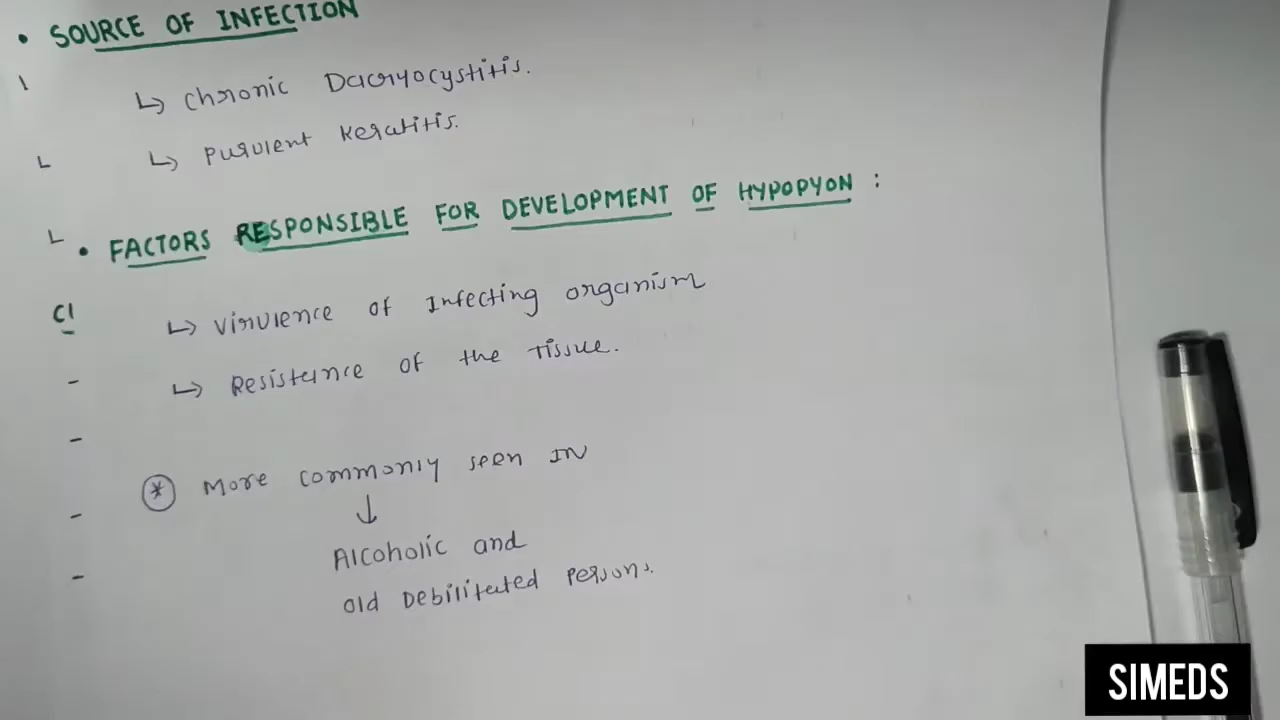 • SOURCE OF INFECTION
↳ Chronic Dacryocystitis.
↳ Purulent Keratitis.
• FACTORS RESPONSIBLE FOR DEVELOPMENT OF HYPOPYON :
↳ Virulence of Infecting organism
↳ Resistance of the Tissue.
* More commonly seen IN
↓
Alcoholic and
old Debilitated Persons.
SIMEDS